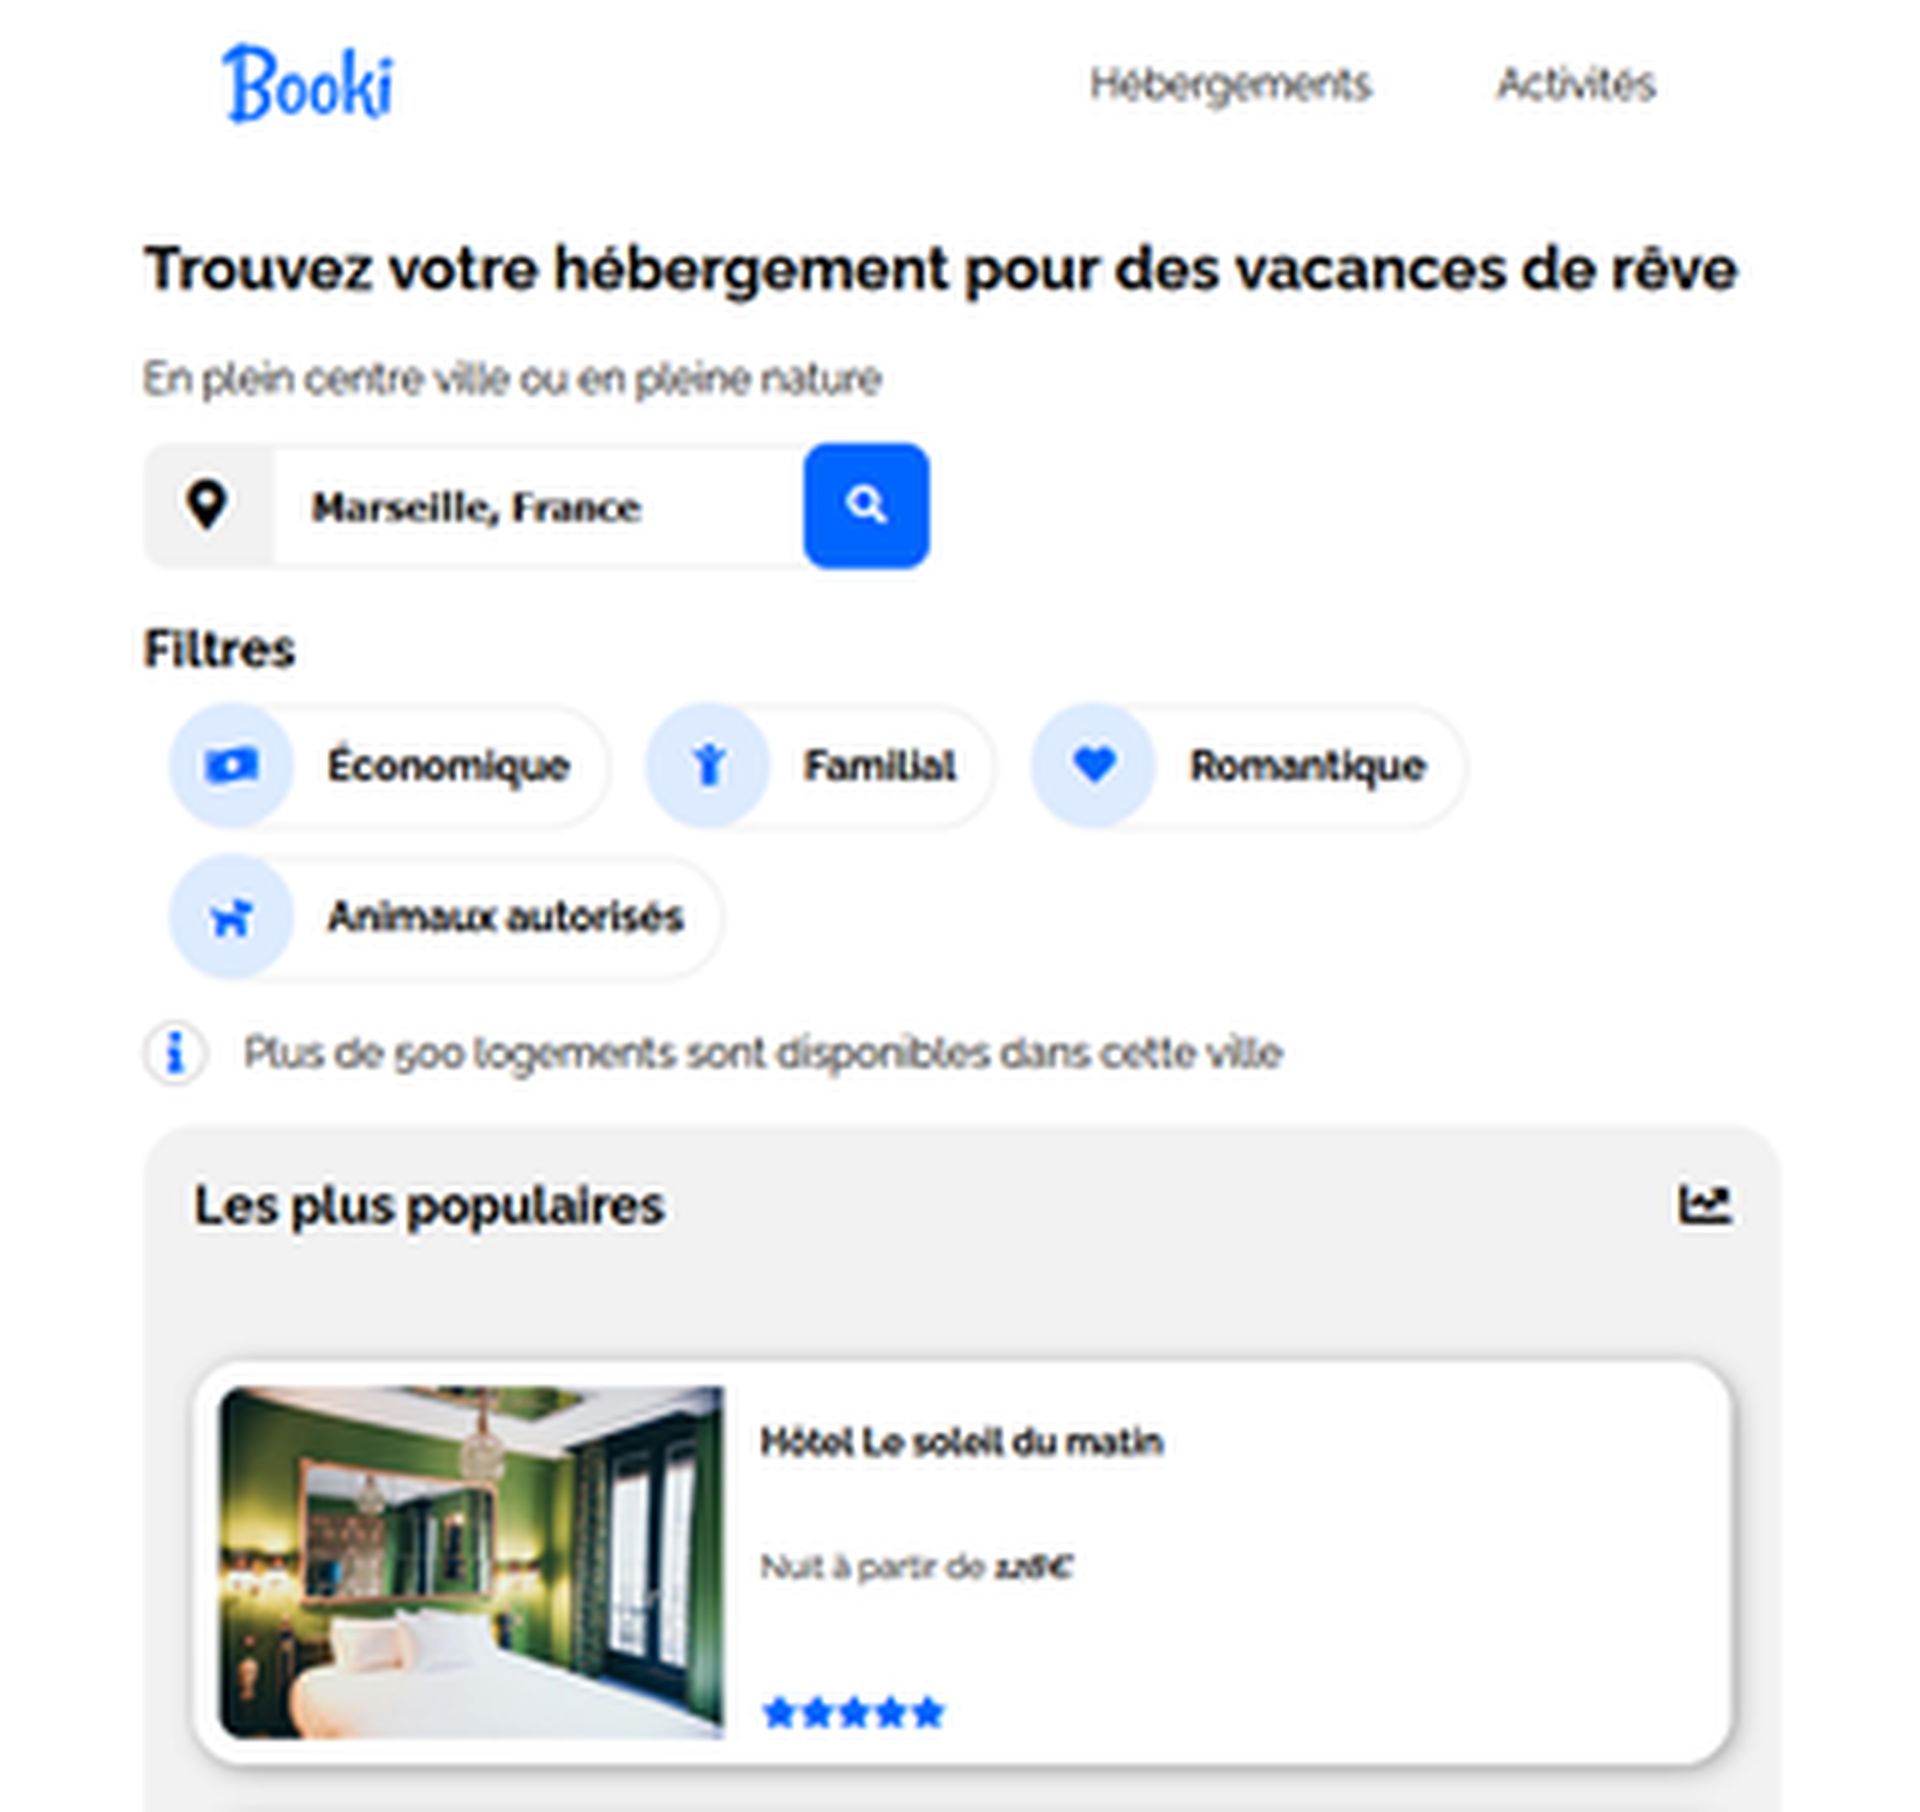 Booki
Hébergements
Activités
Trouvez votre hébergement pour des vacances de rêve
En plein centre ville ou en pleine nature
Marseille, France
Filtres
Économique
Familial
Romantique
Animaux autorisés
Plus de 500 logements sont disponibles dans cette ville
Les plus populaires
Hôtel Le soleil du matin
Nuit à partir de 128€